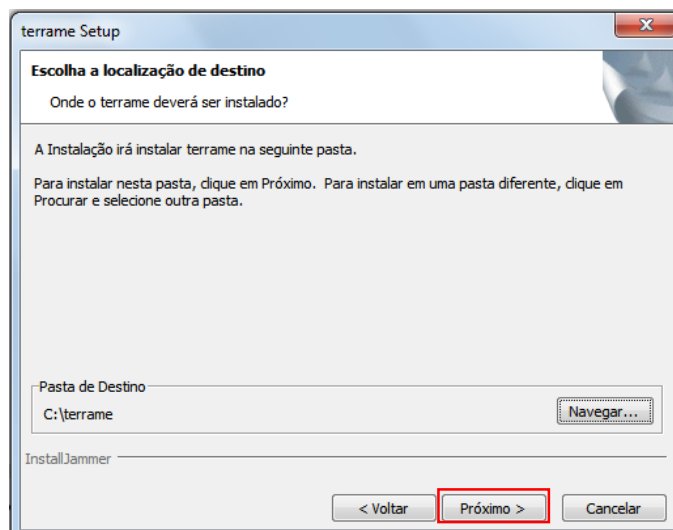 terrame Setup
Escolha a localização de destino
Onde o terrame deverá ser instalado?
A Instalação irá instalar terrame na seguinte pasta.
Para instalar nesta pasta, clique em Próximo.  Para instalar em uma pasta diferente, clique em
Procurar e selecione outra pasta.
Pasta de Destino
C:\terrame
Navegar...
InstallJammer
< Voltar
Próximo >
Cancelar